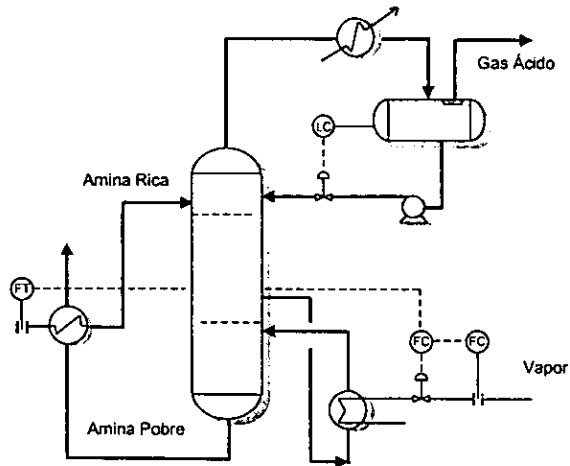 Gas Ácido
LC
Amina Rica
FT
FC
FC
Vapor
Amina Pobre